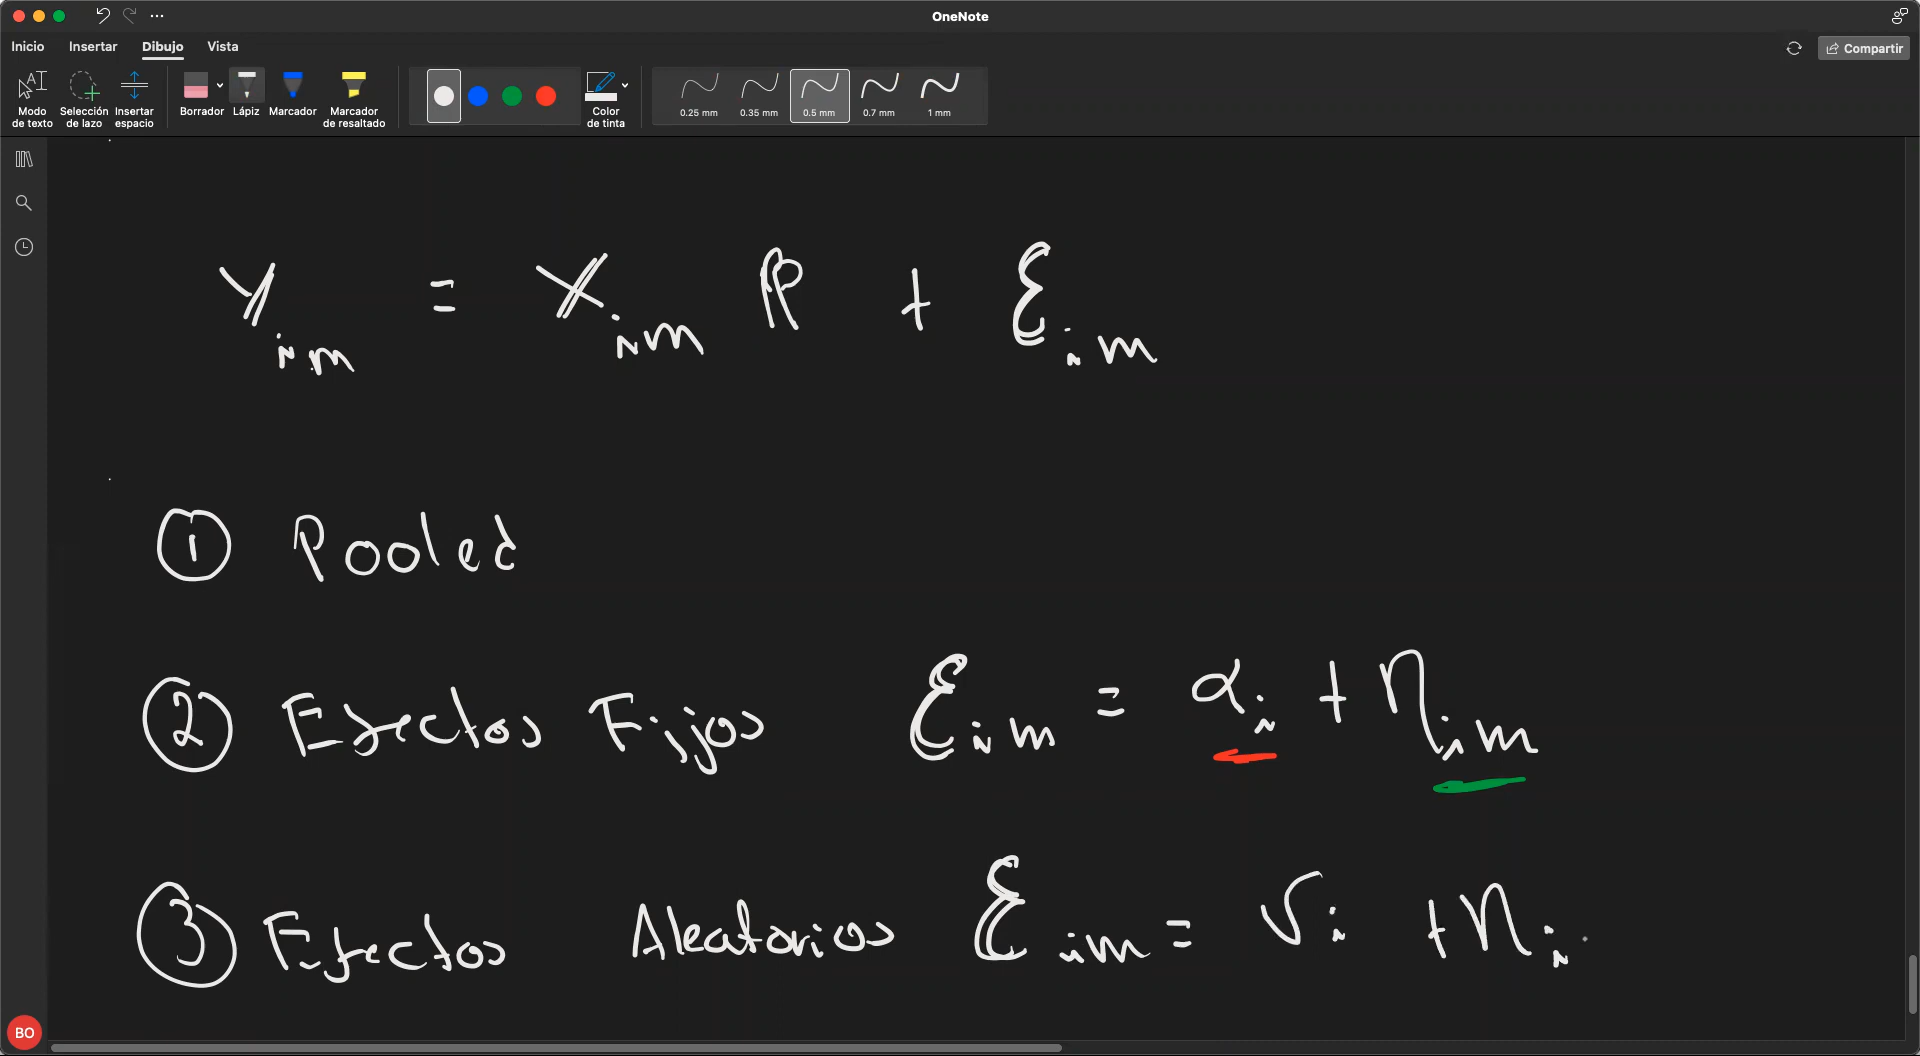 OneNote
Inicio Insertar Dibujo Vista
Compartir
Modo de texto
Selección de lazo
Insertar espacio
Borrador
Lápiz
Marcador
Marcador de resaltado
Color de tinta
0.25 mm
0.35 mm
0.5 mm
0.7 mm
1 mm
Y_im = X_im β + ε_im
① Pooled
② Efectos Fijos ε_im = α_i + η_im
③ Efectos Aleatorios ε_im = v_i + η_i
BO